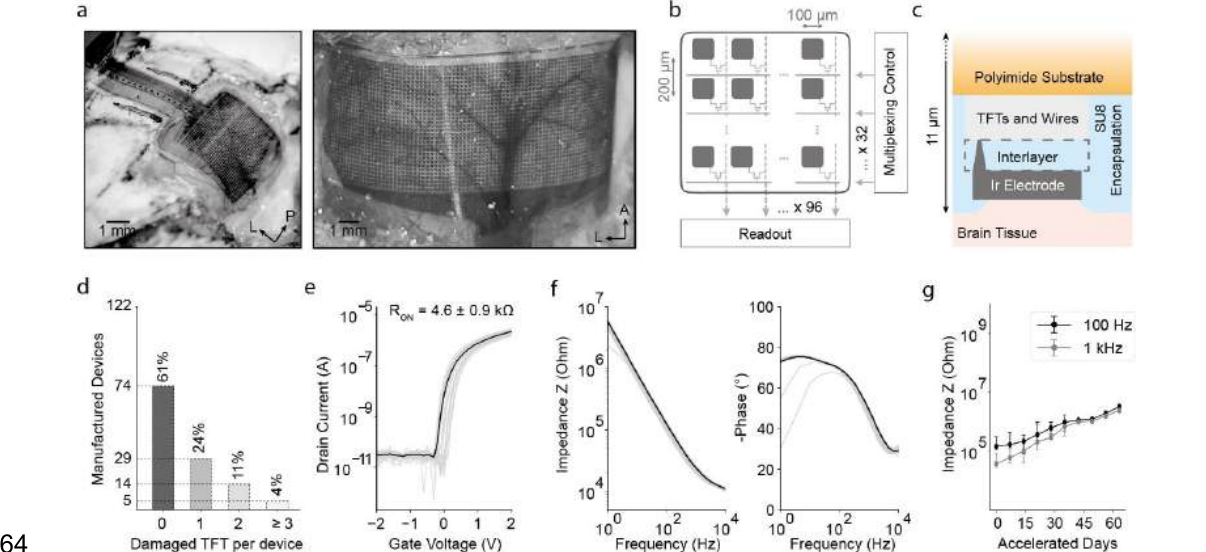 a
1 mm
L
P
1 mm
L
A
b
100 µm
200 µm
...
...
... x 32
Multiplexing Control
... x 96
Readout
c
11 µm
Polyimide Substrate
TFTs and Wires
Interlayer
Ir Electrode
SU8
Encapsulation
Brain Tissue
d
Manufactured Devices
122
74
29
14
5
61%
24%
11%
4%
0 1 2 ≥ 3
Damaged TFT per device
e
R_ON = 4.6 ± 0.9 kΩ
Drain Current (A)
10^-5
10^-7
10^-9
10^-11
-2 -1 0 1 2
Gate Voltage (V)
f
Impedance Z (Ohm)
10^7
10^6
10^5
10^4
10^0 10^2 10^4
Frequency (Hz)
-Phase (°)
100
80
60
40
20
0
10^0 10^2 10^4
Frequency (Hz)
g
100 Hz
1 kHz
Impedance Z (Ohm)
10^9
10^7
10^5
0 15 30 45 60
Accelerated Days
64